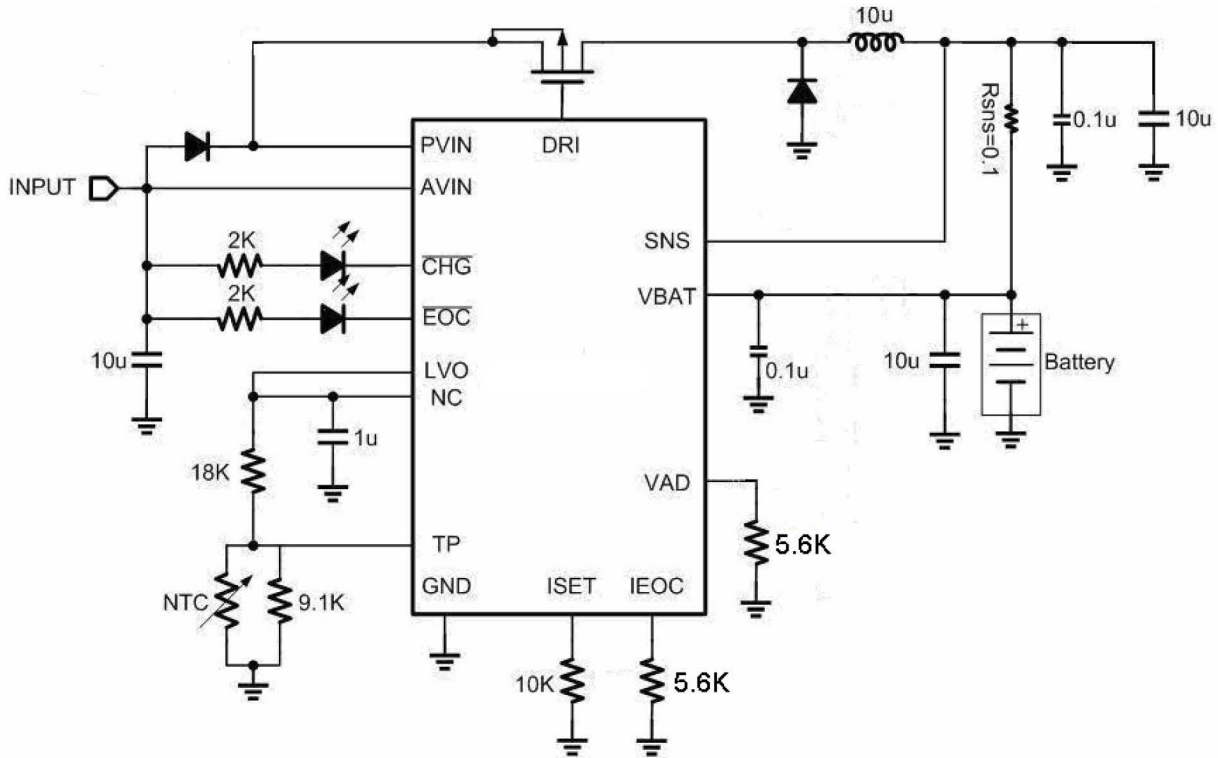 10u
Rsns=0.1
0.1u
10u
PVIN
DRI
INPUT
AVIN
2K
CHG
SNS
2K
EOC
VBAT
10u
LVO
NC
0.1u
10u
+
Battery
1u
18K
VAD
TP
5.6K
NTC
9.1K
GND
ISET
IEOC
10K
5.6K